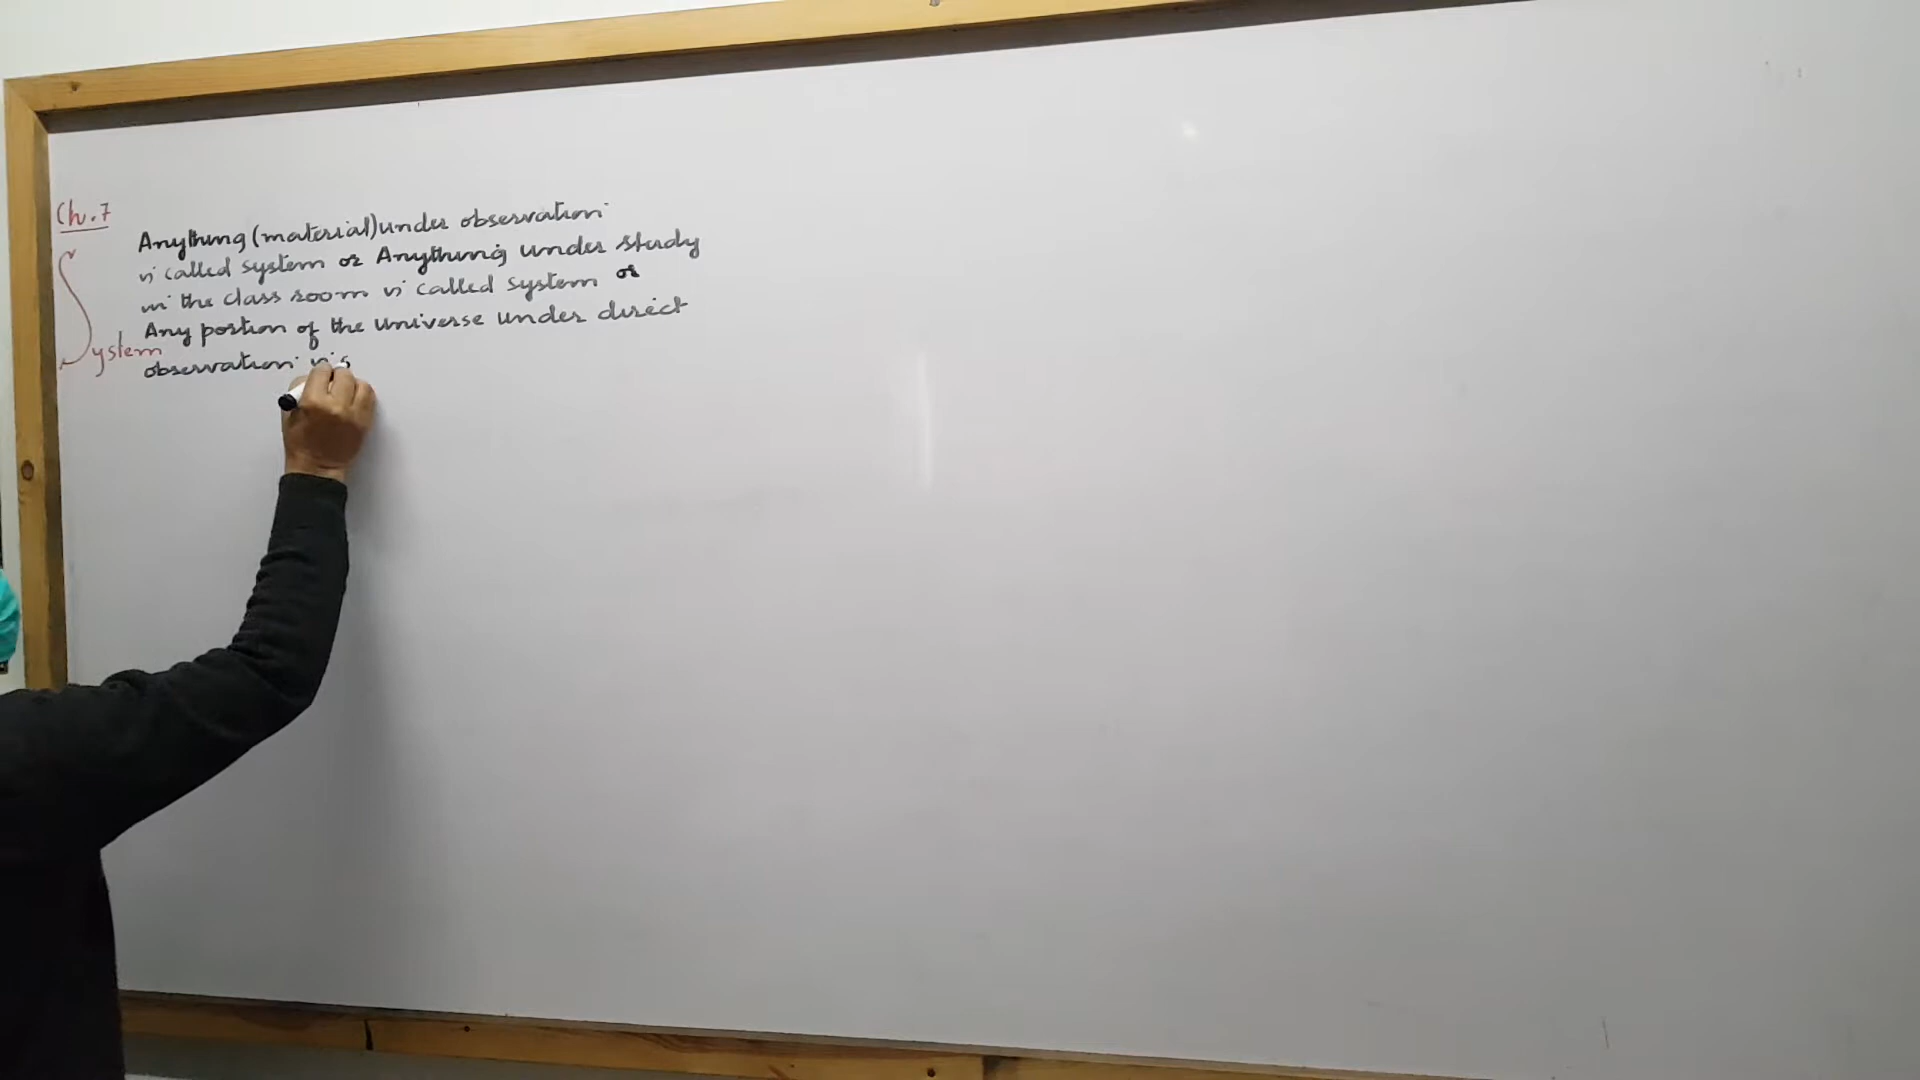 Ch. 7
Anything (material) under observation
is called system or Anything under study
in the class room is called system or
Any portion of the universe under direct
System
observation is